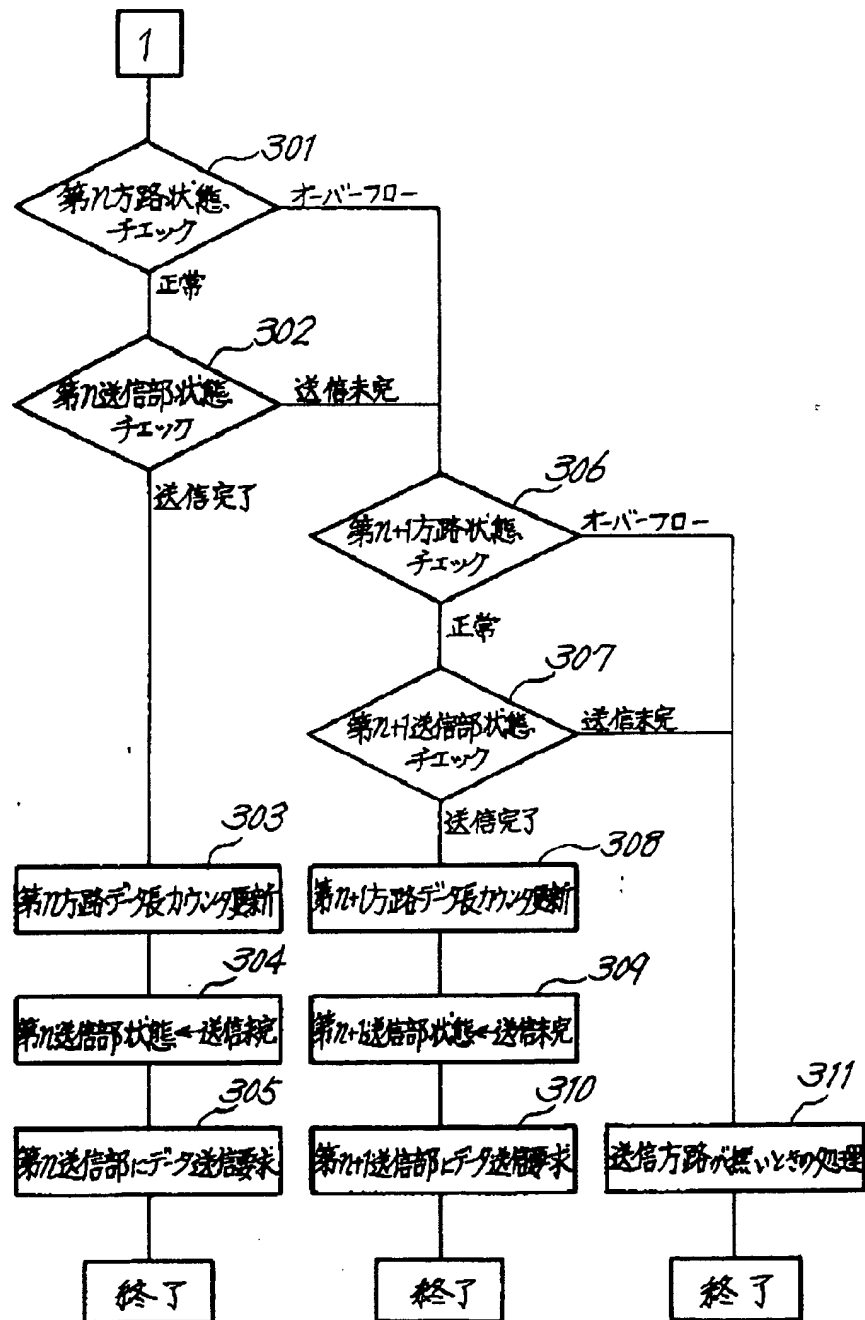 1
301
第n方路状態
チェック
オーバーフロー
正常
302
第n送信部状態
チェック
送信未完
送信完了
306
第n+1方路状態
チェック
オーバーフロー
正常
307
第n+1送信部状態
チェック
送信未完
送信完了
303
第n方路データ長カウンタ更新
308
第n+1方路データ長カウンタ更新
304
第n送信部状態←送信未完
309
第n+1送信部状態←送信未完
305
第n送信部にデータ送信要求
310
第n+1送信部にデータ送信要求
311
送信方路が無いときの処理
終了
終了
終了